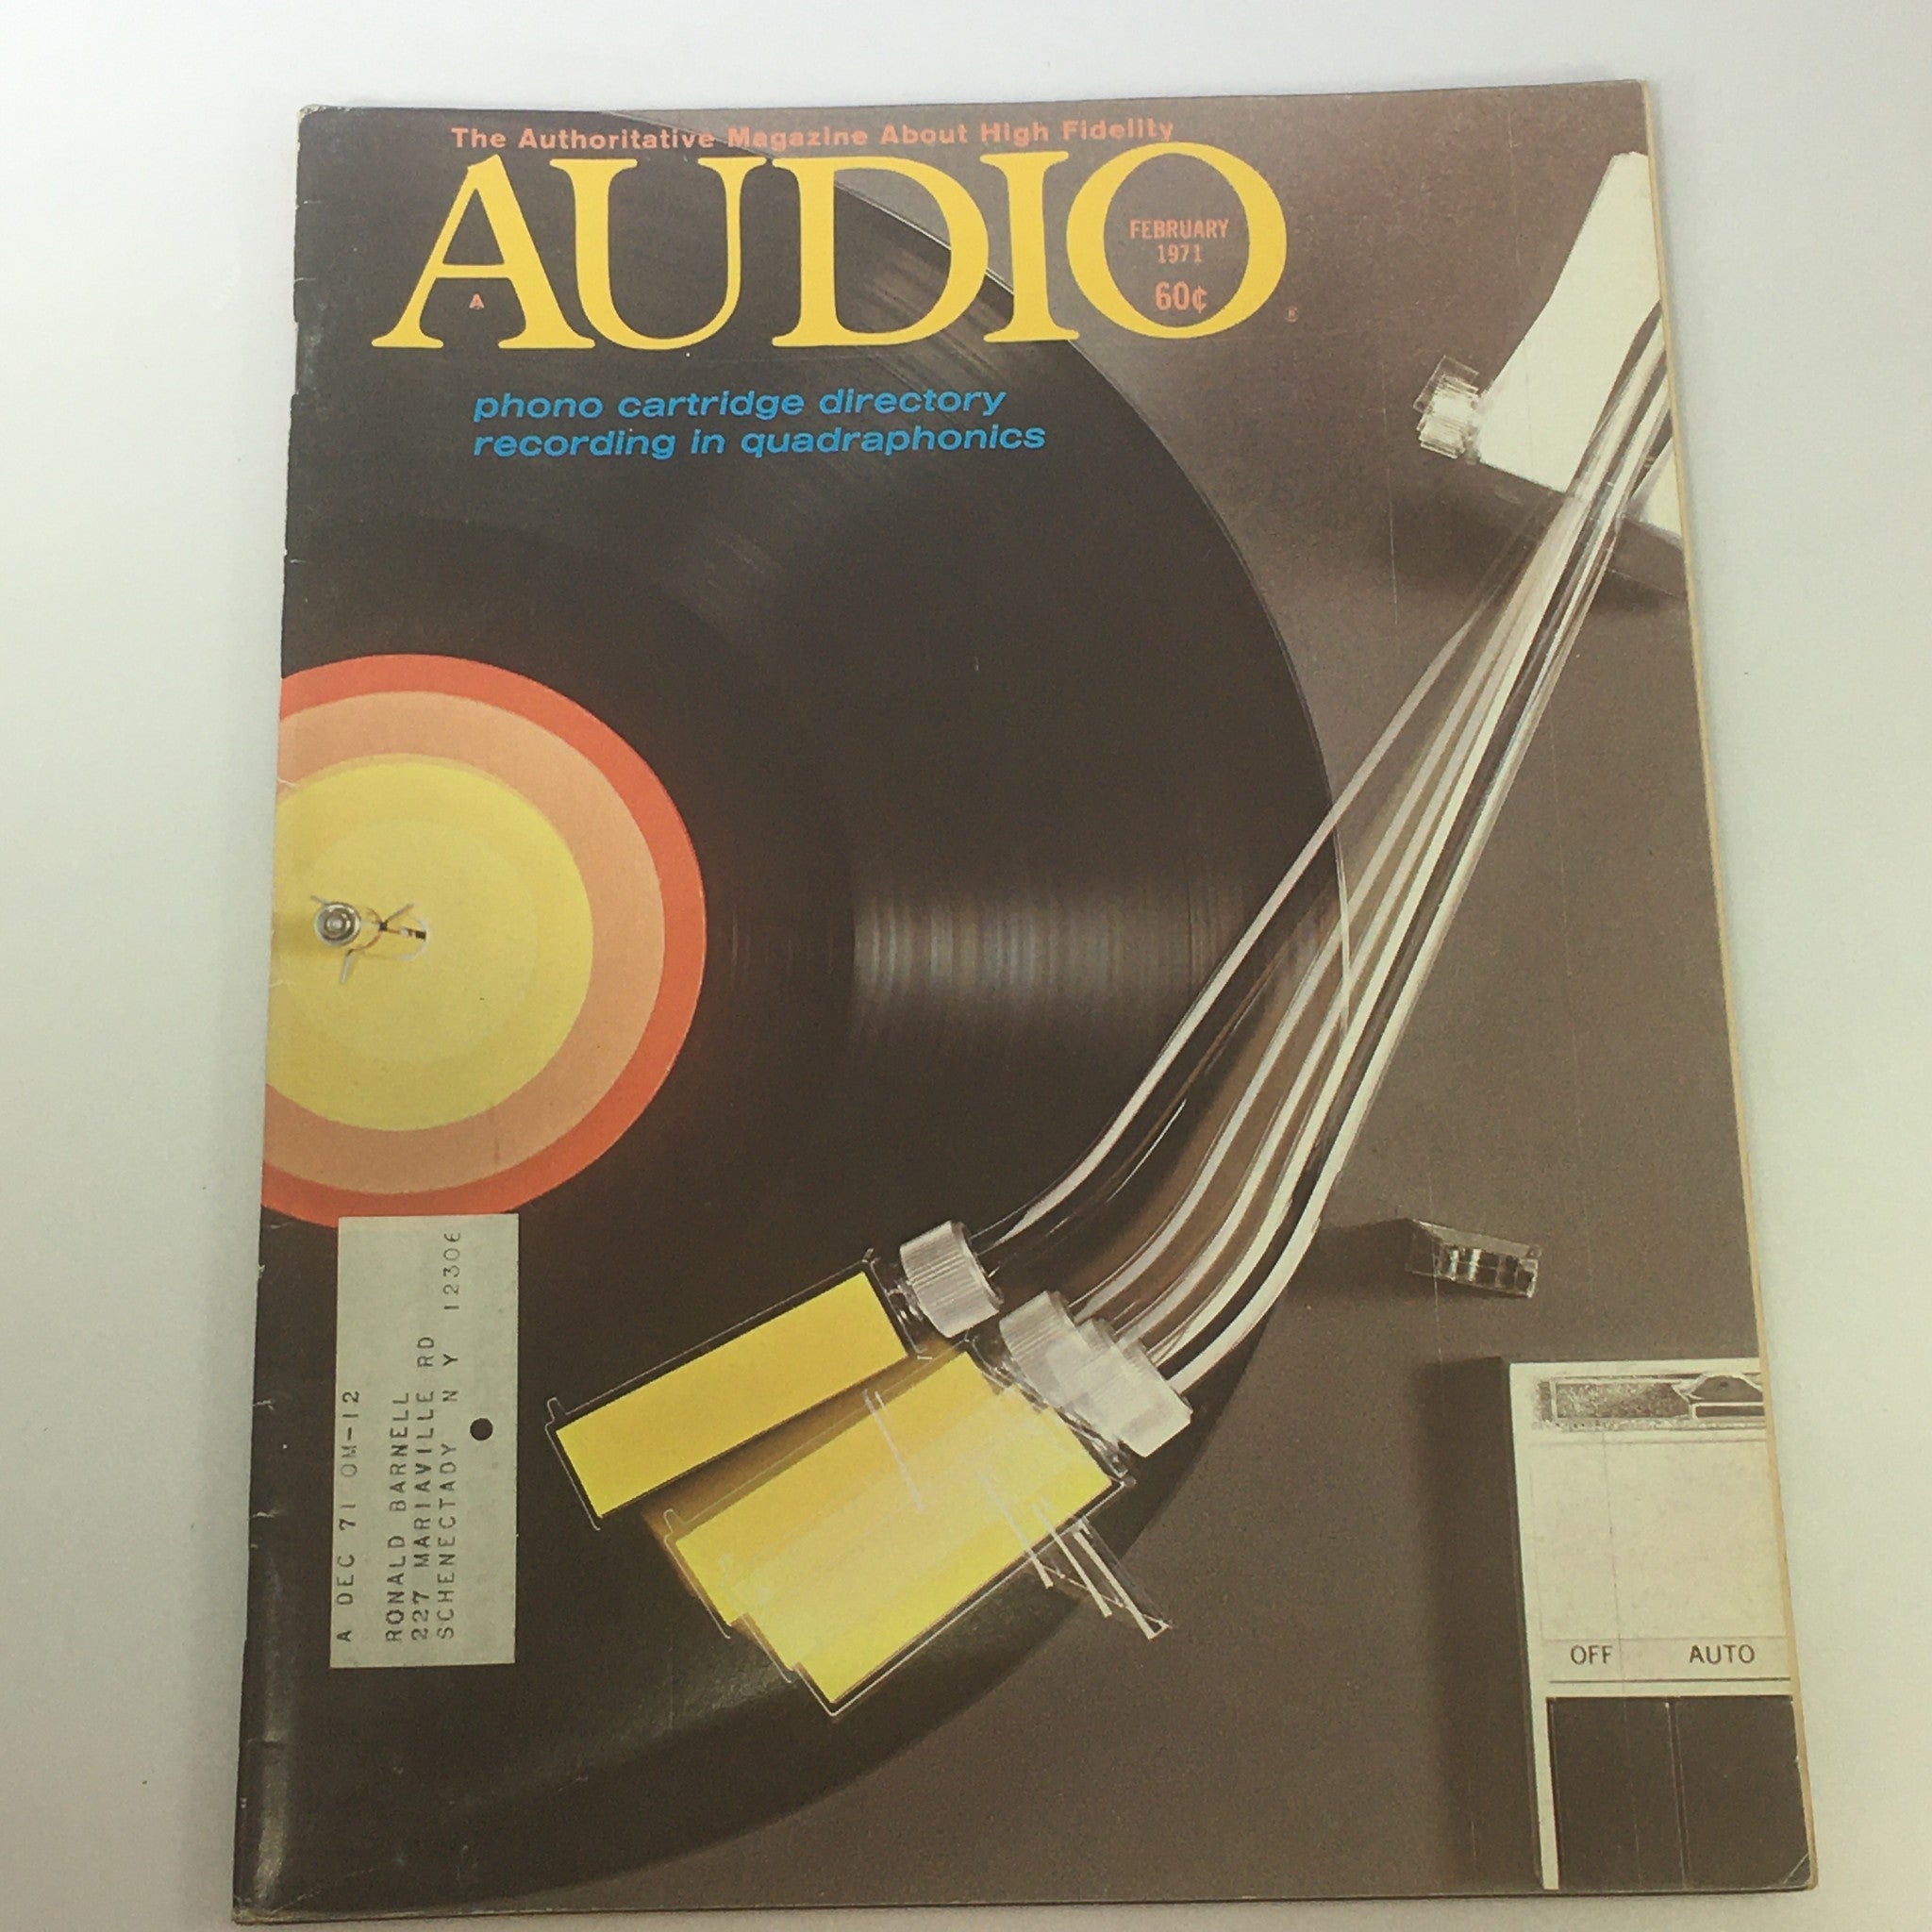 The Authoritative Magazine About High Fidelity
AUDIO
A
FEBRUARY
1971
60¢
®
phono cartridge directory
recording in quadraphonics
A DEC 71 OM-12
RONALD BARNELL
227 MARIAVILLE RD
SCHENECTADY N Y 12306
OFF AUTO